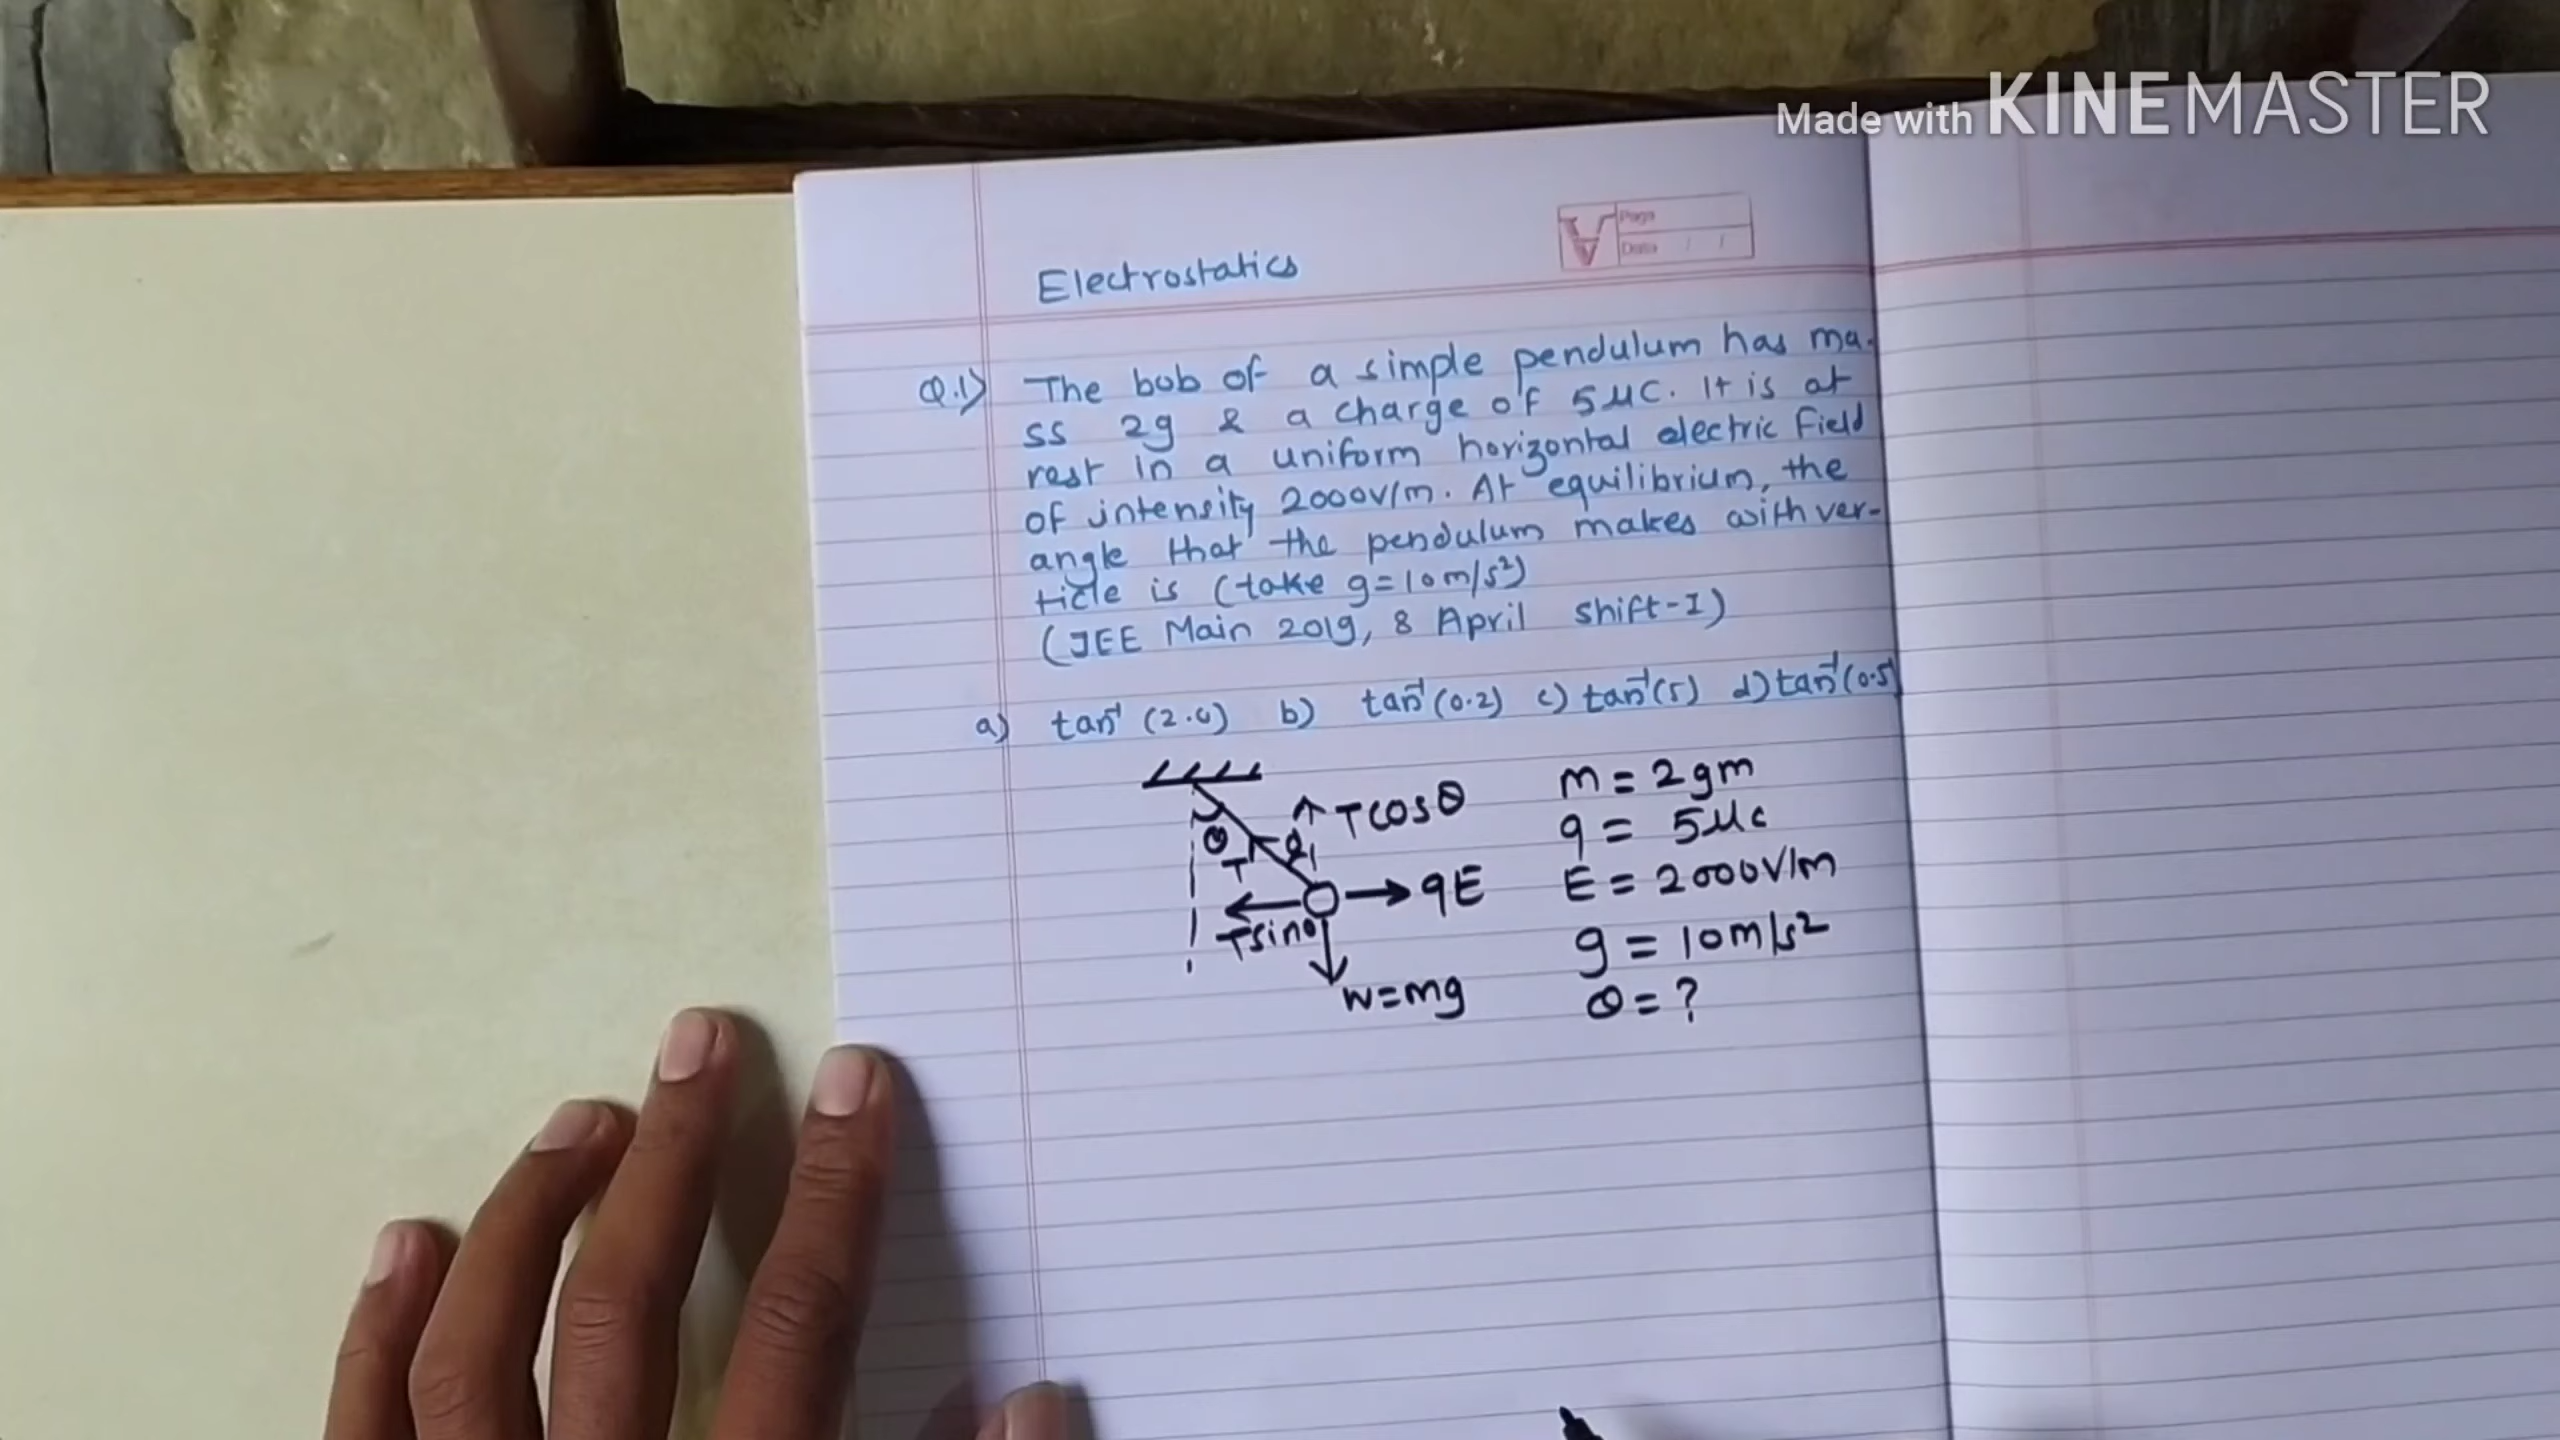 Made with KINEMASTER
Page
Date / /
Electrostatics
Q.1) The bob of a simple pendulum has ma-
ss 2g & a charge of 5μC. It is at
rest in a uniform horizontal electric field
of intensity 2000V/m. At equilibrium, the
angle that the pendulum makes with ver-
ticle is (take g=10m/s²)
(JEE Main 2019, 8 April shift-I)
a) tan⁻¹ (2.0) b) tan⁻¹(0.2) c) tan⁻¹(5) d) tan⁻¹(0.5)
Tcosθ
θ
T
θ
qE
Tsinθ
W=mg
m = 2gm
q = 5μc
E = 2000V/m
g = 10m/s²
θ = ?